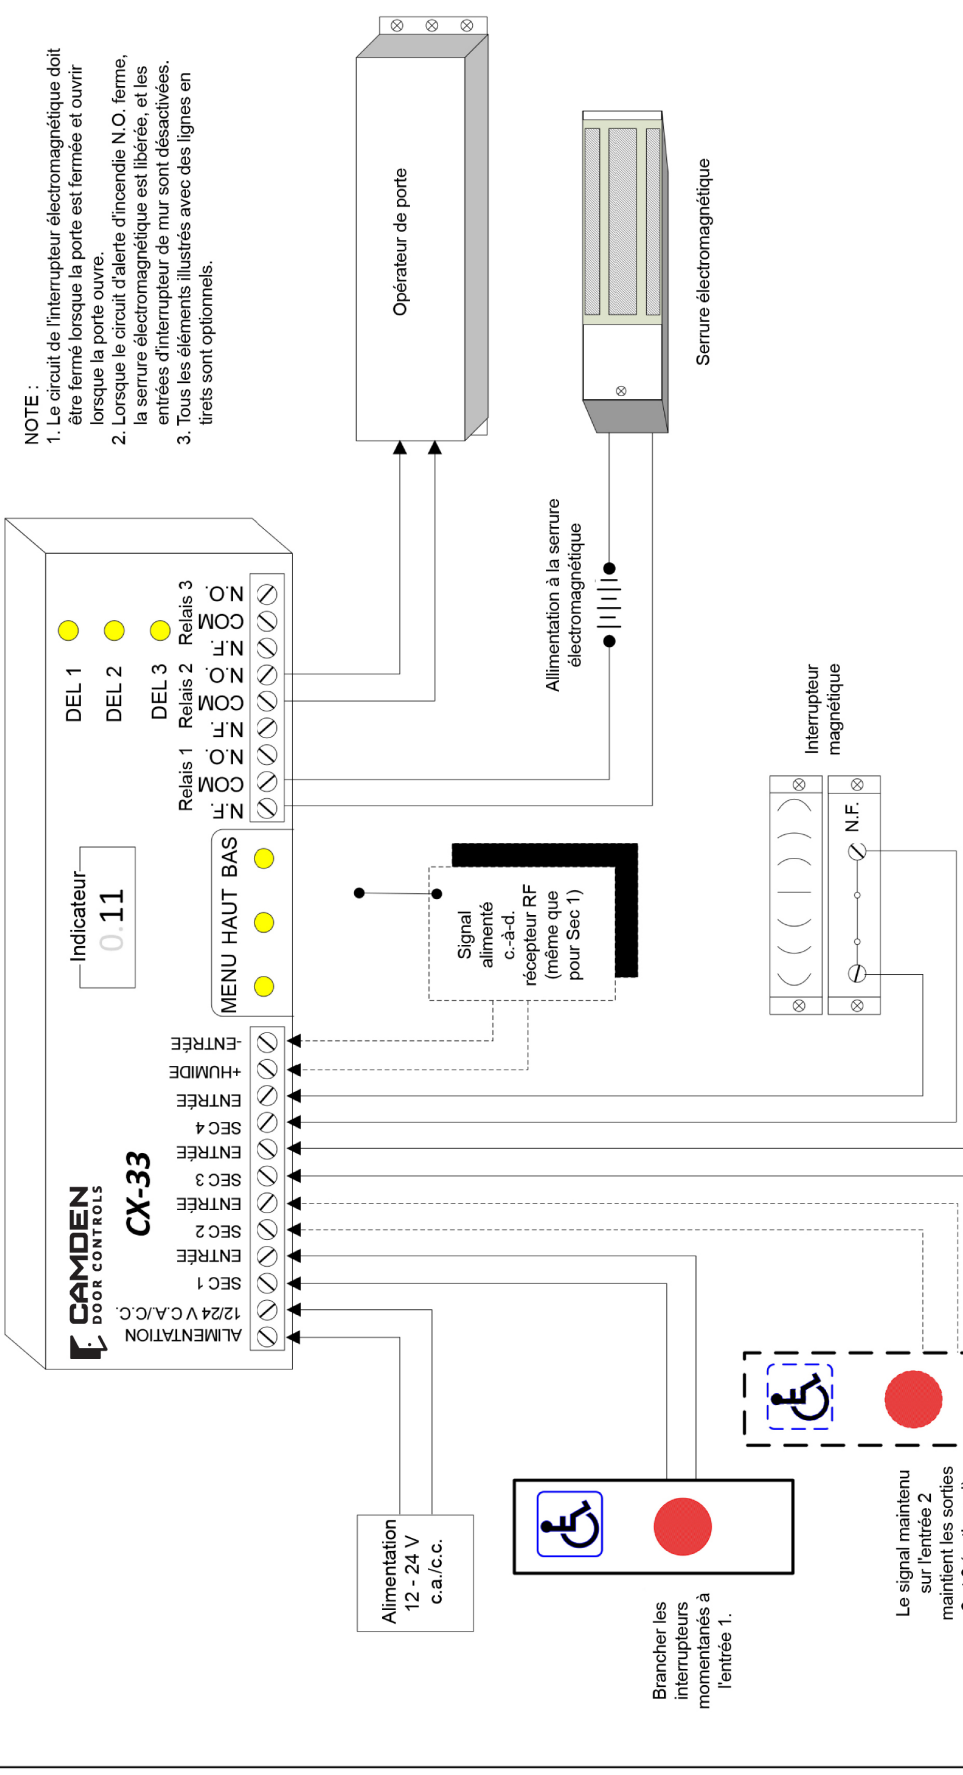 NOTE :
1. Le circuit de l'interrupteur électromagnétique doit
être fermé lorsque la porte est fermée et ouvrir
lorsque la porte ouvre.
2. Lorsque le circuit d'alerte d'incendie N.O. ferme,
la serrure électromagnétique est libérée, et les
entrées d'interrupteur de mur sont désactivées.
3. Tous les éléments illustrés avec des lignes en
tirets sont optionnels.
CAMDEN
DOOR CONTROLS
CX-33
Indicateur
0.11
DEL 1
DEL 2
DEL 3
MENU HAUT BAS
ALIMENTATION
12/24 V C.A./C.C.
SEC 1
ENTRÉE
SEC 2
ENTRÉE
SEC 3
ENTRÉE
SEC 4
ENTRÉE
+HUMIDE
-ENTRÉE
Relais 1
N.F.
COM
N.O.
Relais 2
N.F.
COM
N.O.
Relais 3
N.F.
COM
N.O.
Opérateur de porte
Serrure électromagnétique
Allimentation à la serrure
électromagnétique
Signal
alimenté
c.-à-d.
récepteur RF
(même que
pour Sec 1)
Interrupteur
magnétique
N.F.
Alimentation
12 - 24 V
c.a./c.c.
Brancher les
interrupteurs
momentanés à
l'entrée 1.
Le signal maintenu
sur l'entrée 2
maintient les sorties